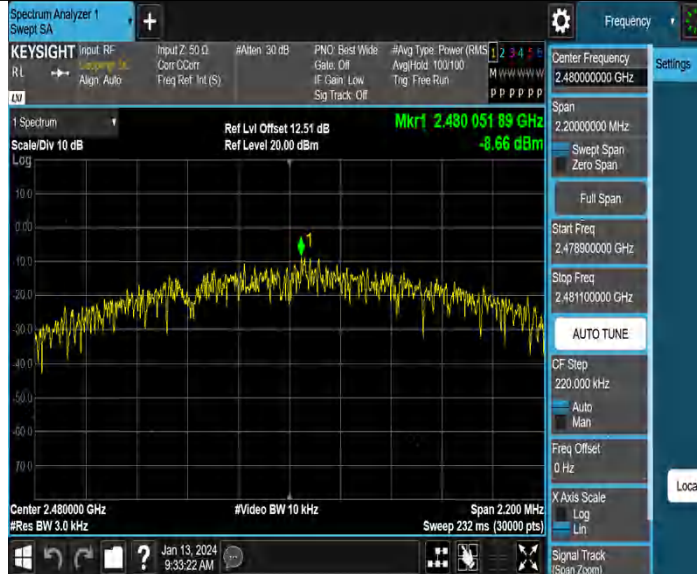 Spectrum Analyzer 1
Swept SA
Frequency
KEYSIGHT
Input: RF
Input Z: 50 Ω
#Atten: 30 dB
PNO: Best Wide
#Avg Type: Power (RMS
1 2 3 4 5 6
RL
Corr CCorr
Gate: Off
Avg|Hold: 100/100
M W W W W W
Align: Auto
Freq Ref: Int (S)
IF Gain: Low
Trig: Free Run
Sig Track: Off
P P P P P P
LXI
1 Spectrum
Scale/Div 10 dB
Ref Lvl Offset 12.51 dB
Ref Level 20.00 dBm
Mkr1 2.480 051 89 GHz
-8.66 dBm
Log
10.0
0.00
-10.0
-20.0
-30.0
-40.0
-50.0
-60.0
-70.0
1
Center 2.480000 GHz
#Res BW 3.0 kHz
#Video BW 10 kHz
Span 2.200 MHz
Sweep 232 ms (30000 pts)
Jan 13, 2024
9:33:22 AM
Center Frequency
2.480000000 GHz
Settings
Span
2.20000000 MHz
Swept Span
Zero Span
Full Span
Start Freq
2.478900000 GHz
Stop Freq
2.481100000 GHz
AUTO TUNE
CF Step
220.000 kHz
Auto
Man
Freq Offset
0 Hz
X Axis Scale
Log
Lin
Loca
Signal Track
(Span Zoom)